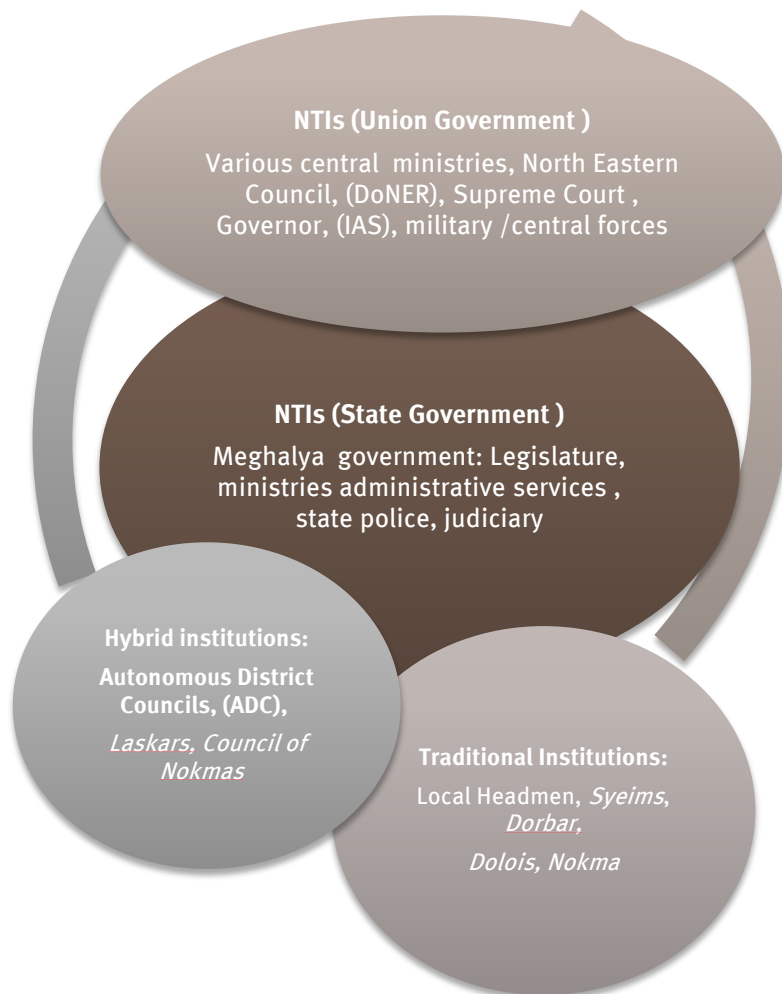 NTIs (Union Government )
Various central ministries, North Eastern
Council, (DoNER), Supreme Court ,
Governor, (IAS), military /central forces
NTIs (State Government )
Meghalya government: Legislature,
ministries administrative services ,
state police, judiciary
Hybrid institutions:
Autonomous District
Councils, (ADC),
Laskars, Council of
Nokmas
Traditional Institutions:
Local Headmen, Syeims,
Dorbar,
Dolois, Nokma